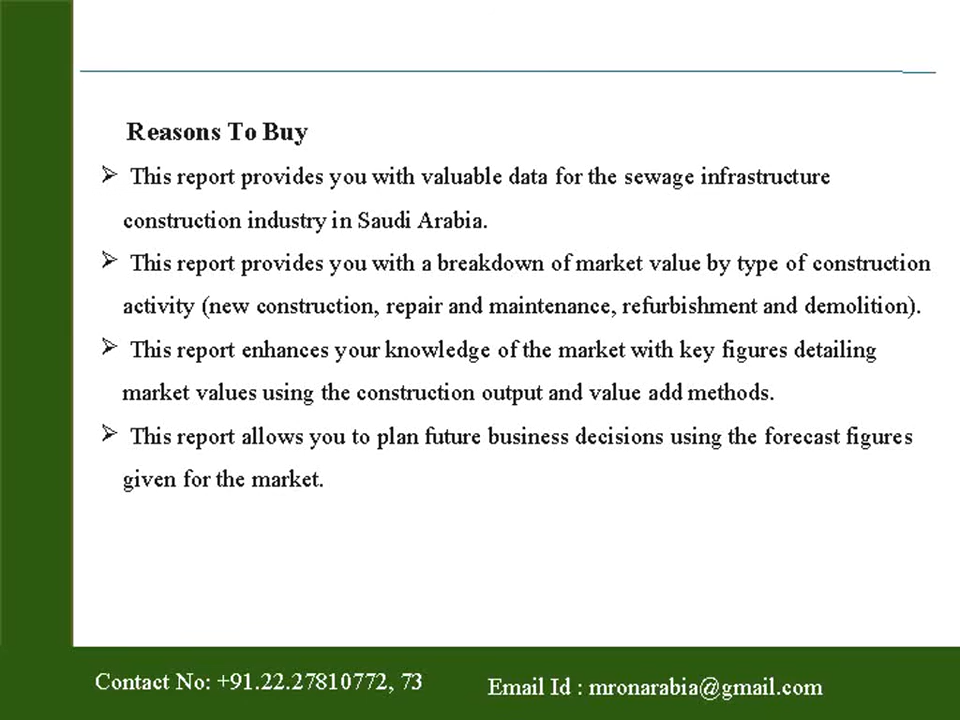 Reasons To Buy
➢ This report provides you with valuable data for the sewage infrastructure
construction industry in Saudi Arabia.
➢ This report provides you with a breakdown of market value by type of construction
activity (new construction, repair and maintenance, refurbishment and demolition).
➢ This report enhances your knowledge of the market with key figures detailing
market values using the construction output and value add methods.
➢ This report allows you to plan future business decisions using the forecast figures
given for the market.
Contact No: +91.22.27810772, 73
Email Id : mronarabia@gmail.com